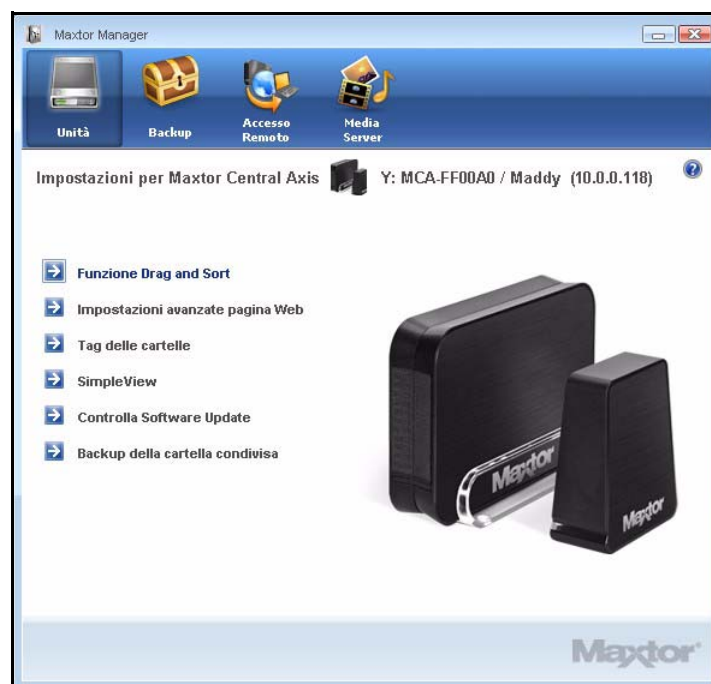 Maxtor Manager
Unità
Backup
Accesso
Remoto
Media
Server
Impostazioni per Maxtor Central Axis Y: MCA-FF00A0 / Maddy (10.0.0.118)
Funzione Drag and Sort
Impostazioni avanzate pagina Web
Tag delle cartelle
SimpleView
Controlla Software Update
Backup della cartella condivisa
Maxtor
Maxtor
Maxtor